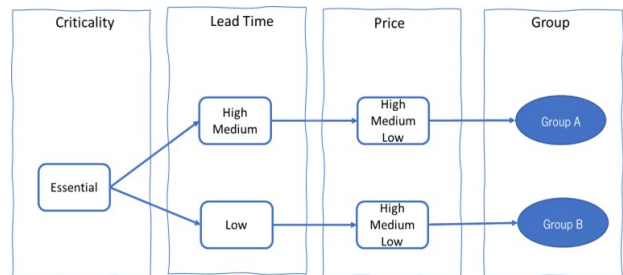 Criticality
Lead Time
Price
Group
High
Medium
High
Medium
Low
Group A
Essential
Low
High
Medium
Low
Group B